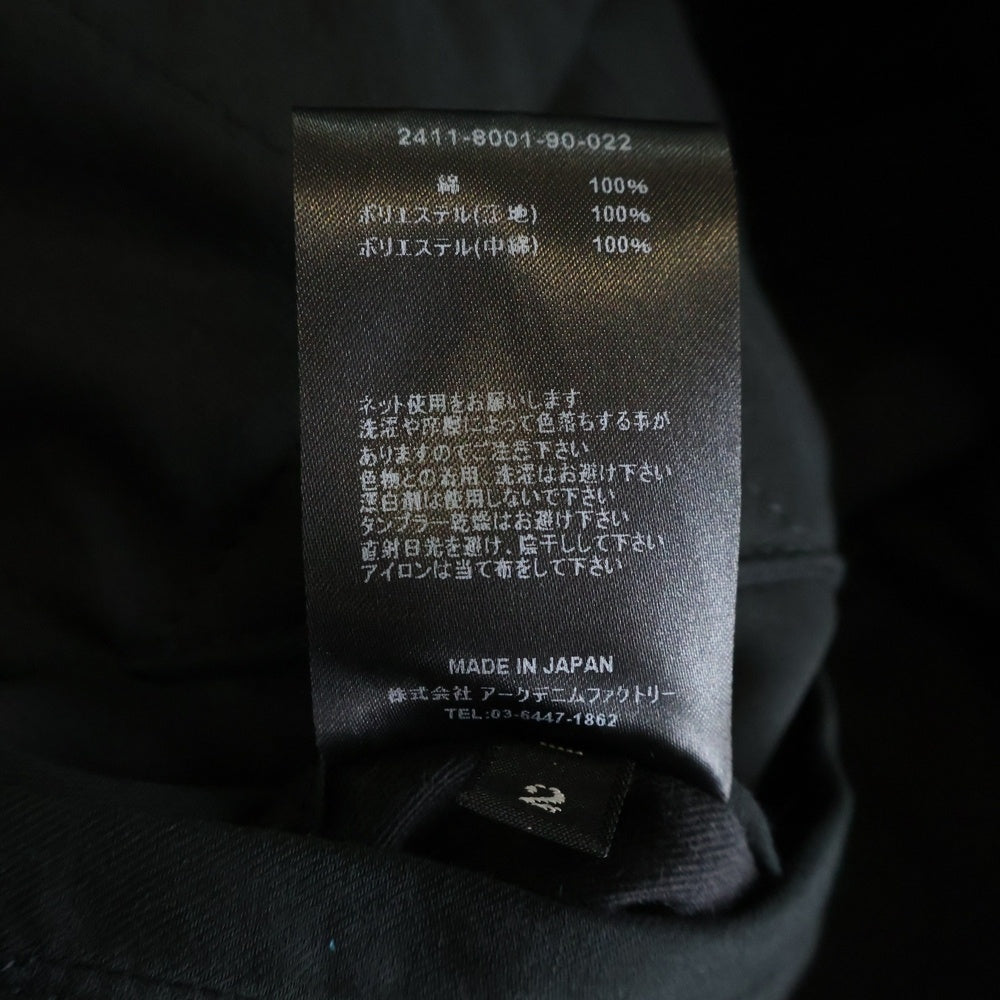 2411-8001-90-022
綿 100%
ポリエステル( 地) 100%
ポリエステル(中綿) 100%
ネット使用をお願いします
洗濯や摩擦によって色落ちする事が
ありますのでご注意下さい
色物との着用、洗濯はお避け下さい
漂白剤は使用しないで下さい
タンブラー乾燥はお避け下さい
直射日光を避け、陰干しして下さい
アイロンは当て布をして下さい
MADE IN JAPAN
株式会社 アークデニムファクトリー
TEL:03-6447-1862